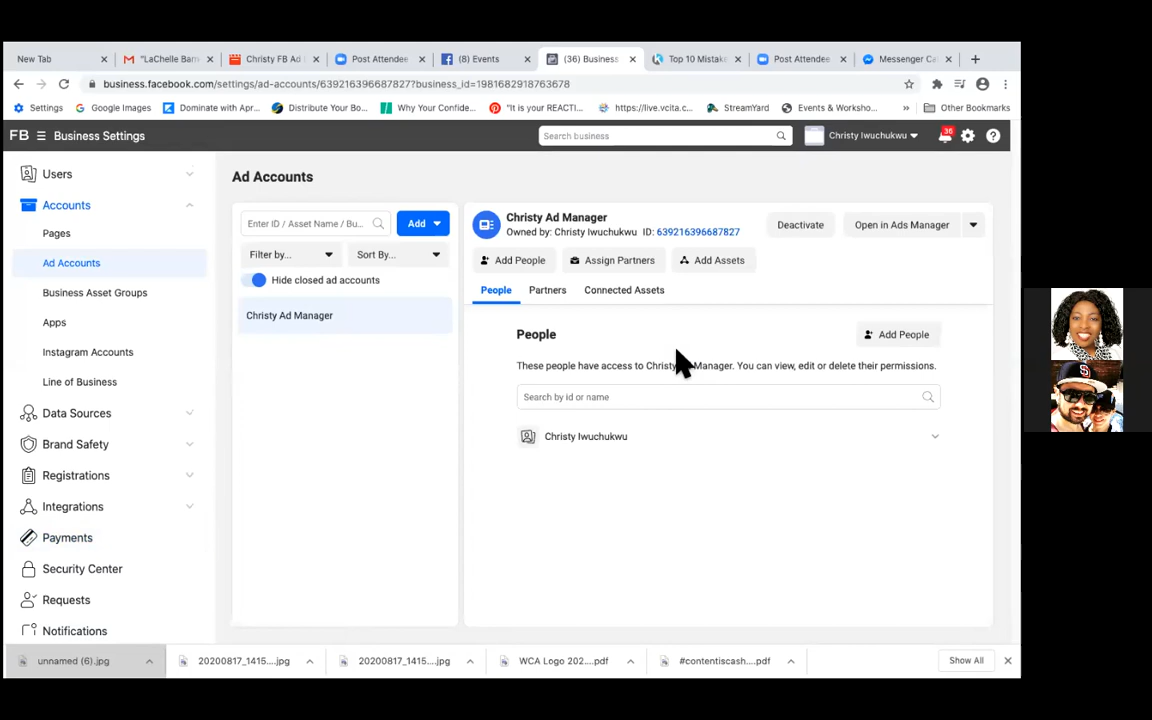 New Tab
"LaChelle Barn
Christy FB Ad
Post Attendee
(8) Events
(36) Business
Top 10 Mistak
Post Attendee
Messenger Ca
business.facebook.com/settings/ad-accounts/639216396687827?business_id=1981682918763678
Settings
Google Images
Dominate with Apr...
Distribute Your Bo...
Why Your Confide...
"It is your REACTI...
https://live.vcita.c...
StreamYard
Events & Worksho...
»
Other Bookmarks
FB
Business Settings
Search business
Christy Iwuchukwu
36
Users
Accounts
Pages
Ad Accounts
Business Asset Groups
Apps
Instagram Accounts
Line of Business
Data Sources
Brand Safety
Registrations
Integrations
Payments
Security Center
Requests
Notifications
Ad Accounts
Enter ID / Asset Name / Bu...
Add
Filter by...
Sort By...
Hide closed ad accounts
Christy Ad Manager
Christy Ad Manager
Owned by: Christy Iwuchukwu ID: 639216396687827
Deactivate
Open in Ads Manager
Add People
Assign Partners
Add Assets
People
Partners
Connected Assets
People
Add People
These people have access to Christy Manager. You can view, edit or delete their permissions.
Search by id or name
Christy Iwuchukwu
unnamed (6).jpg
20200817_1415....jpg
20200817_1415....jpg
WCA Logo 202....pdf
#contentiscash....pdf
Show All